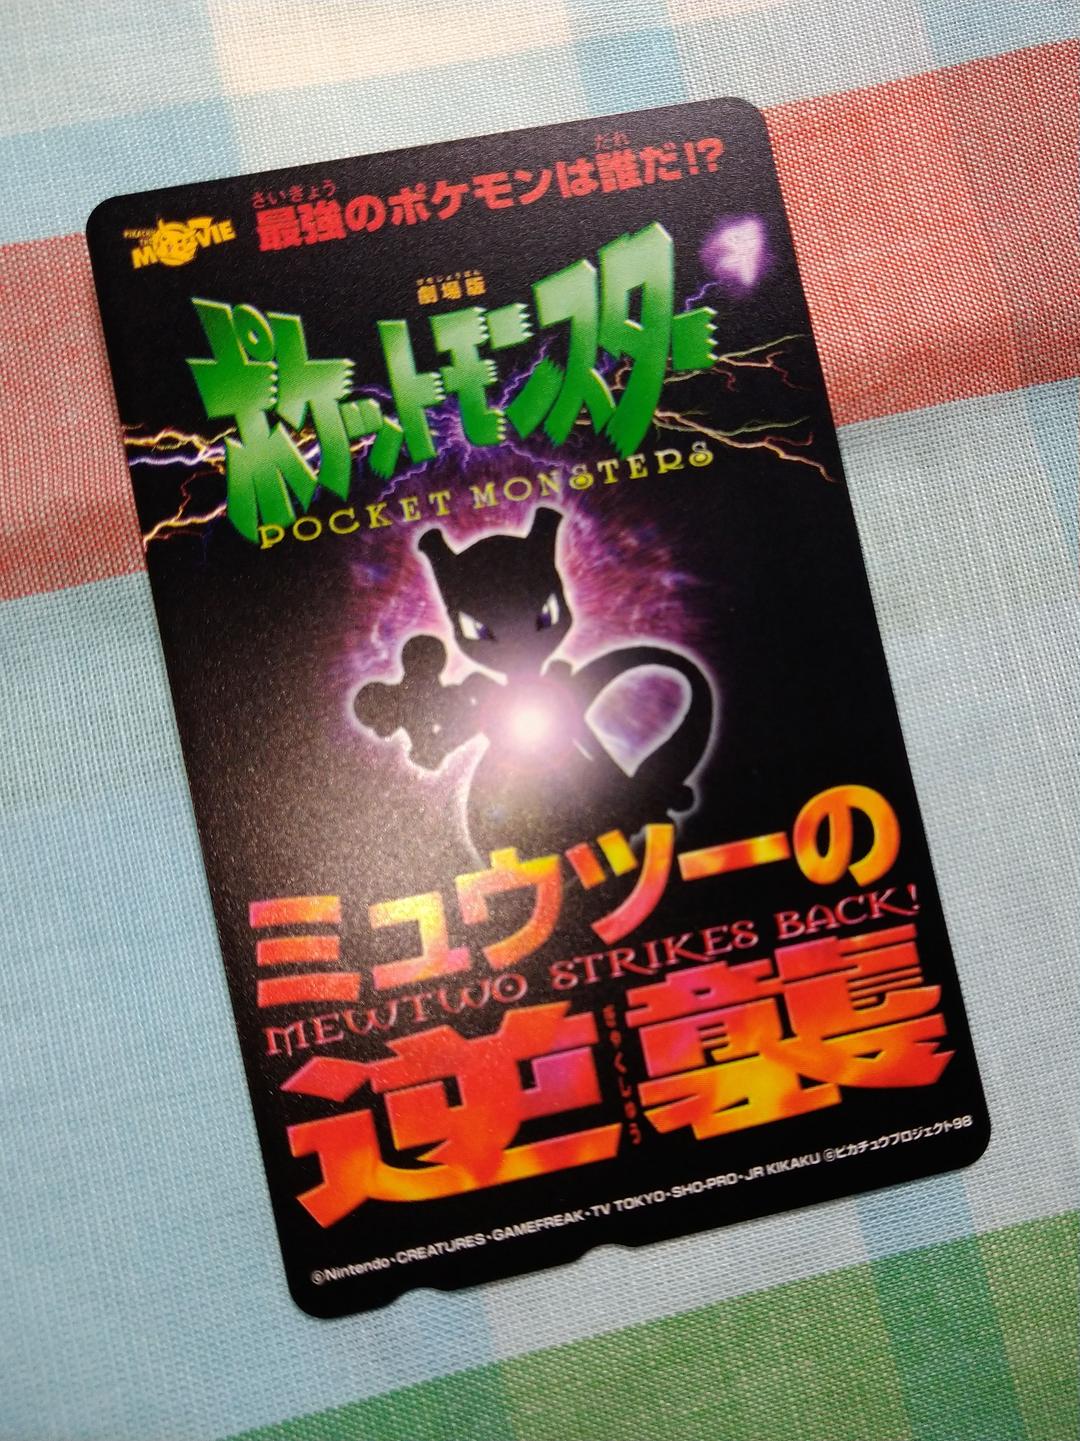 さいきょう だれ
最強のポケモンは誰だ!?
PIKACHU THE
MOVIE
げきじょうばん
劇場版
ポケットモンスター
POCKET MONSTERS
ミュウツーの
MEWTWO STRIKES BACK!
逆襲
ぎゃくしゅう
©Nintendo・CREATURES・GAMEFREAK・TV TOKYO・SHO-PRO・JR KIKAKU ©ピカチュウプロジェクト98